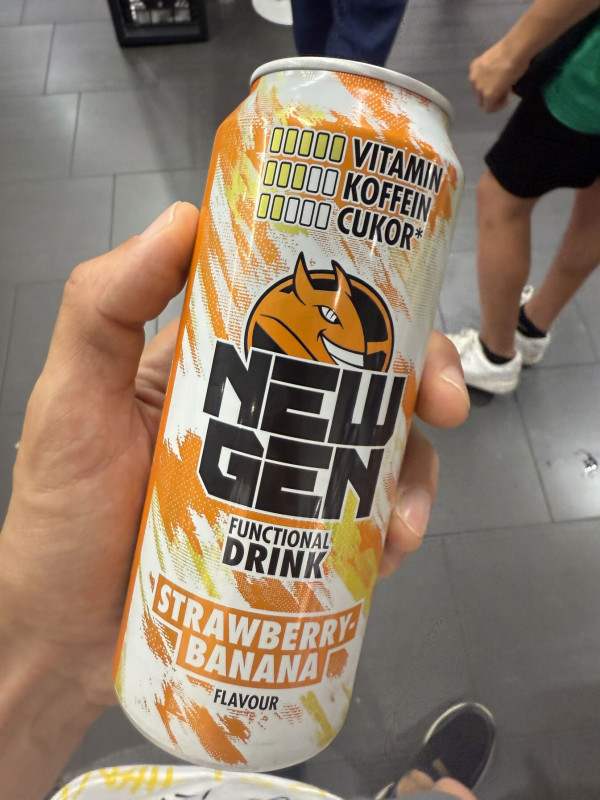 VITAMIN
KOFFEIN
CUKOR*
NEW
GEN
FUNCTIONAL
DRINK
STRAWBERRY-
BANANA
FLAVOUR